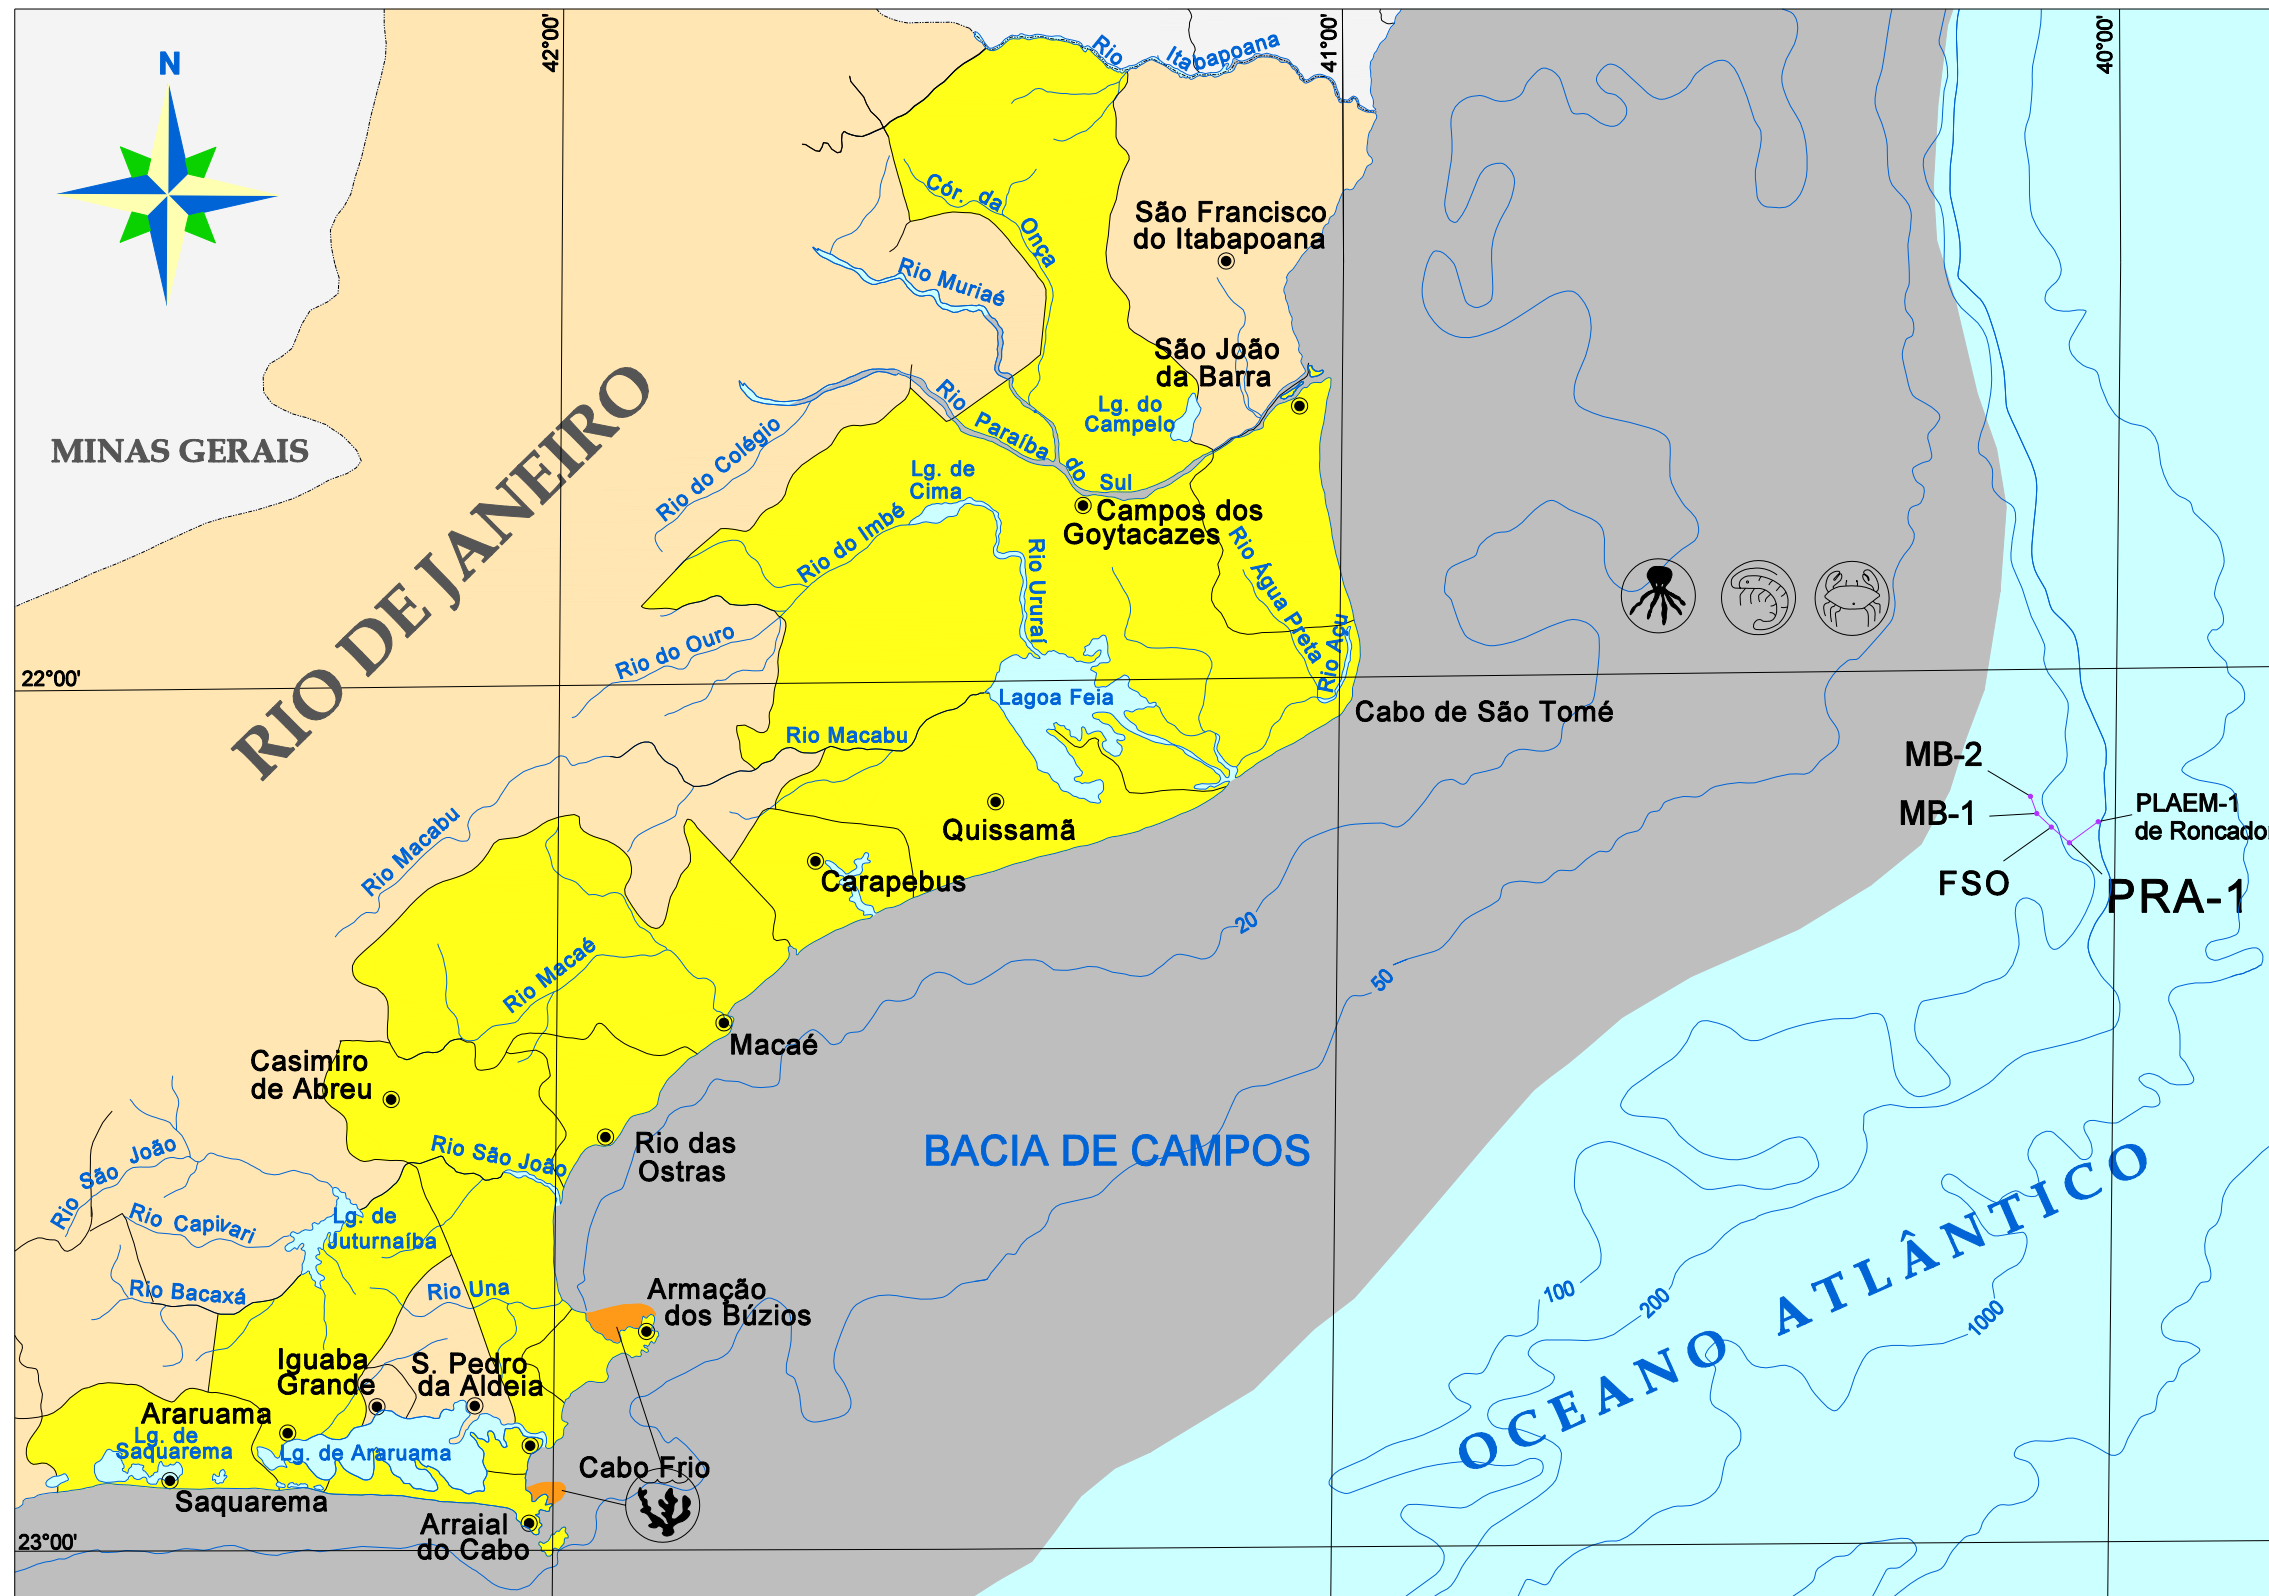 N
42°00'
41°00'
40°00'
Rio Itabapoana
Cór. da Onça
São Francisco
do Itabapoana
Rio Muriaé
São João
da Barra
Lg. do
Campelo
MINAS GERAIS
RIO DE JANEIRO
Rio do Colégio
Rio Paraíba do Sul
Lg. de
Cima
Campos dos
Goytacazes
Rio do Imbé
Rio Ururaí
Rio Água Preta
Rio Açu
Rio do Ouro
22°00'
Lagoa Feia
Cabo de São Tomé
Rio Macabu
MB-2
MB-1
PLAEM-1
de Roncador
FSO
PRA-1
Quissamã
Rio Macabu
Carapebus
20
50
Rio Macaé
Macaé
Casimiro
de Abreu
Rio das
Ostras
BACIA DE CAMPOS
Rio São João
Rio São João
Rio Capivari
Lg. de
Juturnaíba
Rio Bacaxá
Rio Una
Armação
dos Búzios
100
200
1000
OCEANO ATLÂNTICO
Iguaba
Grande
S. Pedro
da Aldeia
Araruama
Lg. de
Saquarema
Lg. de Araruama
Cabo Frio
Saquarema
Arraial
do Cabo
23°00'